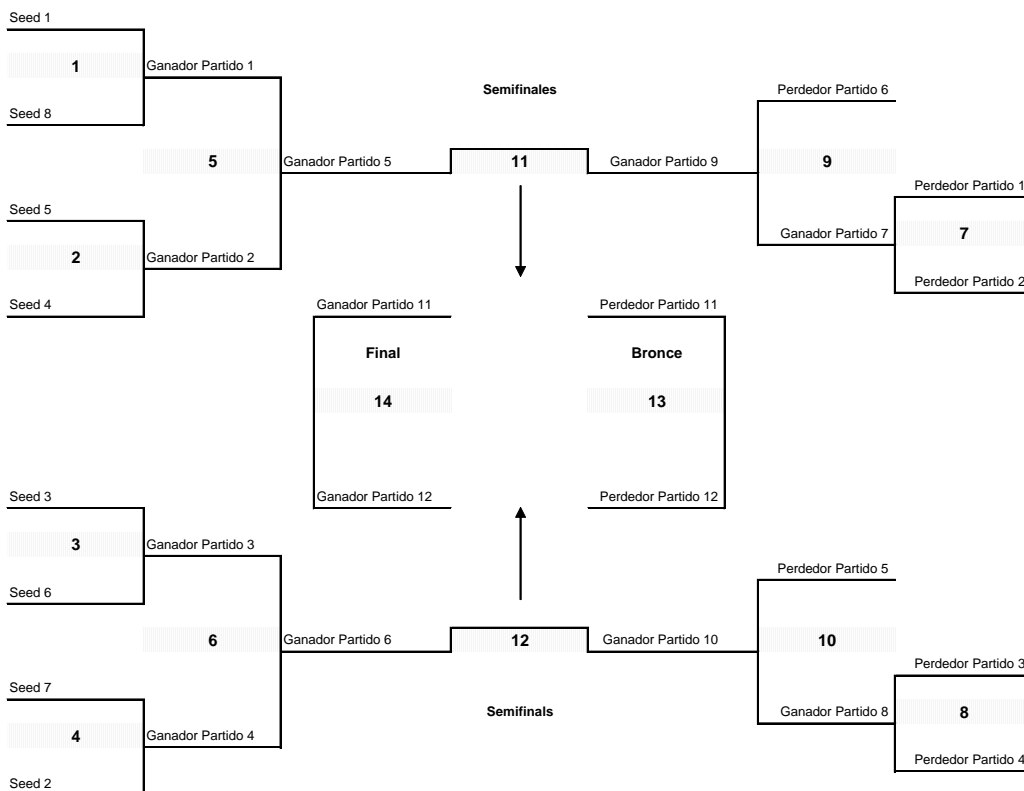 Seed 1
1
Ganador Partido 1
Semifinales
Perdedor Partido 6
Seed 8
5
Ganador Partido 5
11
Ganador Partido 9
9
Perdedor Partido 1
Seed 5
Ganador Partido 7
7
2
Ganador Partido 2
Perdedor Partido 2
Seed 4
Ganador Partido 11
Perdedor Partido 11
Final
Bronce
14
13
Seed 3
Ganador Partido 12
Perdedor Partido 12
3
Ganador Partido 3
Perdedor Partido 5
Seed 6
6
Ganador Partido 6
12
Ganador Partido 10
10
Perdedor Partido 3
Seed 7
Semifinals
Ganador Partido 8
8
4
Ganador Partido 4
Perdedor Partido 4
Seed 2